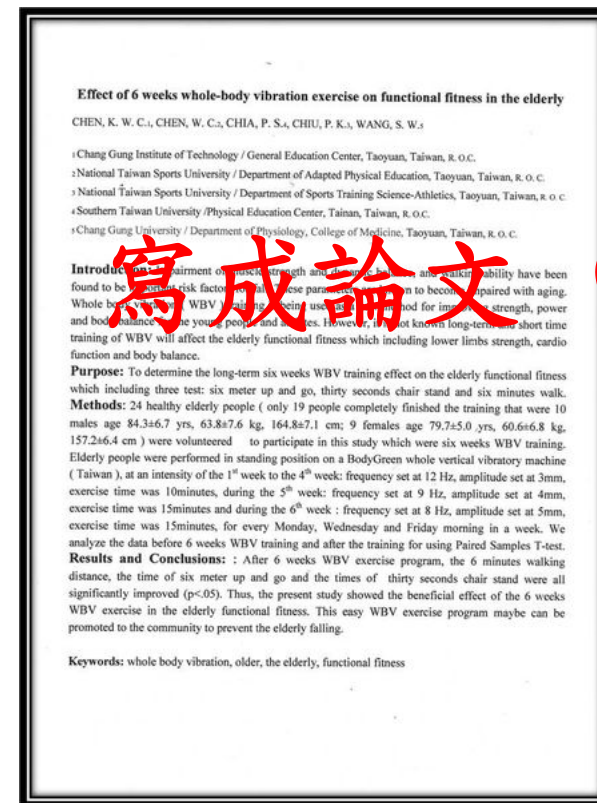 Effect of 6 weeks whole-body vibration exercise on functional fitness in the elderly
CHEN, K. W. C.1, CHEN, W. C.2, CHIA, P. S.4, CHIU, P. K.3, WANG, S. W.5
1 Chang Gung Institute of Technology / General Education Center, Taoyuan, Taiwan, R. O.C.
2 National Taiwan Sports University / Department of Adapted Physical Education, Taoyuan, Taiwan, R. O. C.
3 National Taiwan Sports University / Department of Sports Training Science-Athletics, Taoyuan, Taiwan, R. O. C.
4 Southern Taiwan University /Physical Education Center, Tainan, Taiwan, R. O.C.
5 Chang Gung University / Department of Physiology, College of Medicine, Taoyuan, Taiwan, R. O. C.
寫成論文
Introduction: strength and and walking ability have been
found to be risk factor These to become impaired with aging.
Whole body (WBV) being use for strength, power
and body balance young people and However, not known long-term short time
training of WBV will affect the elderly functional fitness which including lower limbs strength, cardio
function and body balance.
Purpose: To determine the long-term six weeks WBV training effect on the elderly functional fitness
which including three test: six meter up and go, thirty seconds chair stand and six minutes walk.
Methods: 24 healthy elderly people ( only 19 people completely finished the training that were 10
males age 84.3±6.7 yrs, 63.8±7.6 kg, 164.8±7.1 cm; 9 females age 79.7±5.0 yrs, 60.6±6.8 kg,
157.2±6.4 cm ) were volunteered to participate in this study which were six weeks WBV training.
Elderly people were performed in standing position on a BodyGreen whole vertical vibratory machine
( Taiwan ), at an intensity of the 1st week to the 4th week: frequency set at 12 Hz, amplitude set at 3mm,
exercise time was 10minutes, during the 5th week: frequency set at 9 Hz, amplitude set at 4mm,
exercise time was 15minutes and during the 6th week : frequency set at 8 Hz, amplitude set at 5mm,
exercise time was 15minutes, for every Monday, Wednesday and Friday morning in a week. We
analyze the data before 6 weeks WBV training and after the training for using Paired Samples T-test.
Results and Conclusions: : After 6 weeks WBV exercise program, the 6 minutes walking
distance, the time of six meter up and go and the times of thirty seconds chair stand were all
significantly improved (p<.05). Thus, the present study showed the beneficial effect of the 6 weeks
WBV exercise in the elderly functional fitness. This easy WBV exercise program maybe can be
promoted to the community to prevent the elderly falling.
Keywords: whole body vibration, older, the elderly, functional fitness